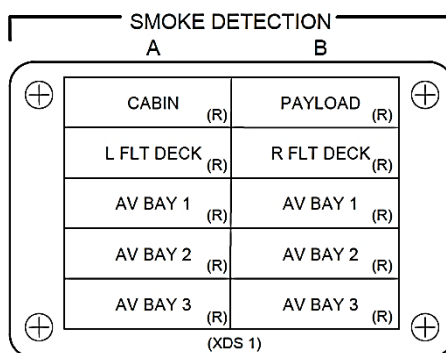 SMOKE DETECTION
A B
CABIN (R) PAYLOAD (R)
L FLT DECK (R) R FLT DECK (R)
AV BAY 1 (R) AV BAY 1 (R)
AV BAY 2 (R) AV BAY 2 (R)
AV BAY 3 (R) AV BAY 3 (R)
(XDS 1)